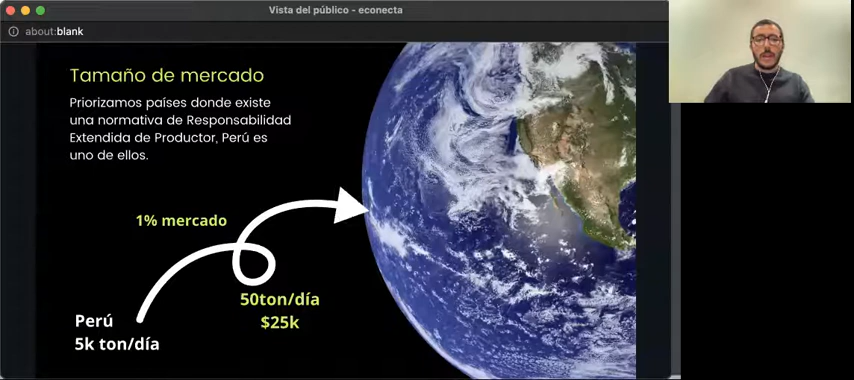 Vista del público - econecta
about:blank
Tamaño de mercado
Priorizamos países donde existe
una normativa de Responsabilidad
Extendida de Productor, Perú es
uno de ellos.
1% mercado
50ton/día
$25k
Perú
5k ton/día